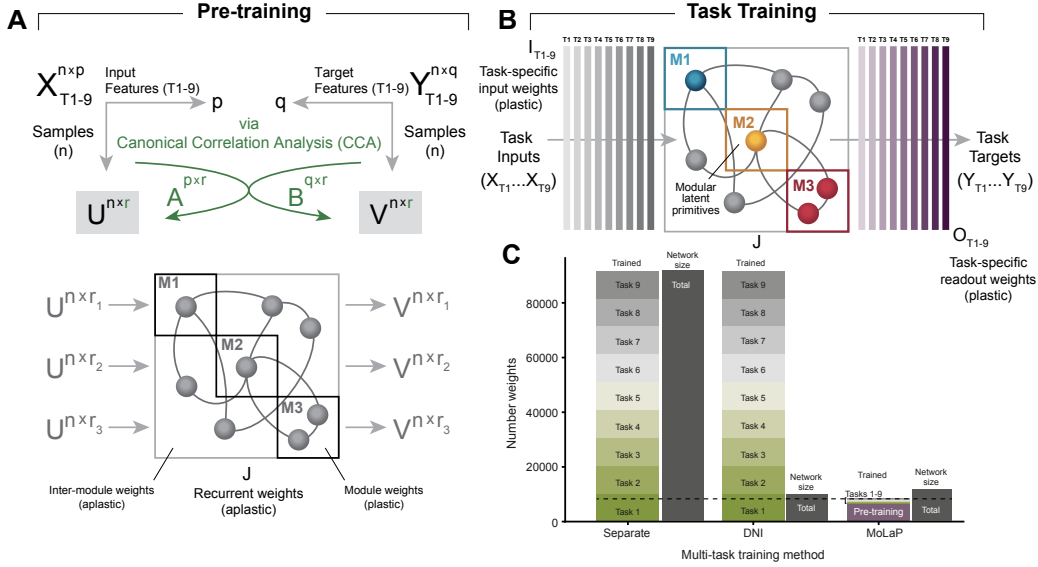 A
Pre-training
X n x p T1-9
Input
Features (T1-9)
p
q
Target
Features (T1-9)
Y n x q T1-9
Samples
(n)
via
Canonical Correlation Analysis (CCA)
Samples
(n)
A p x r
B q x r
U n x r
V n x r
M1
M2
M3
U n x r1
U n x r2
U n x r3
V n x r1
V n x r2
V n x r3
J
Inter-module weights
(aplastic)
Recurrent weights
(aplastic)
Module weights
(plastic)
B
Task Training
I T1-9
Task-specific
input weights
(plastic)
T1 T2 T3 T4 T5 T6 T7 T8 T9
Task
Inputs
(XT1...XT9)
M1
M2
M3
Modular
latent
primitives
J
T1 T2 T3 T4 T5 T6 T7 T8 T9
Task
Targets
(YT1...YT9)
O T1-9
Task-specific
readout weights
(plastic)
C
Number weights
80000
60000
40000
20000
0
Trained
Task 9
Task 8
Task 7
Task 6
Task 5
Task 4
Task 3
Task 2
Task 1
Network
size
Total
Trained
Task 9
Task 8
Task 7
Task 6
Task 5
Task 4
Task 3
Task 2
Task 1
Network
size
Total
Trained
Tasks 1-9
Pre-training
Network
size
Total
Separate
DNI
MoLaP
Multi-task training method